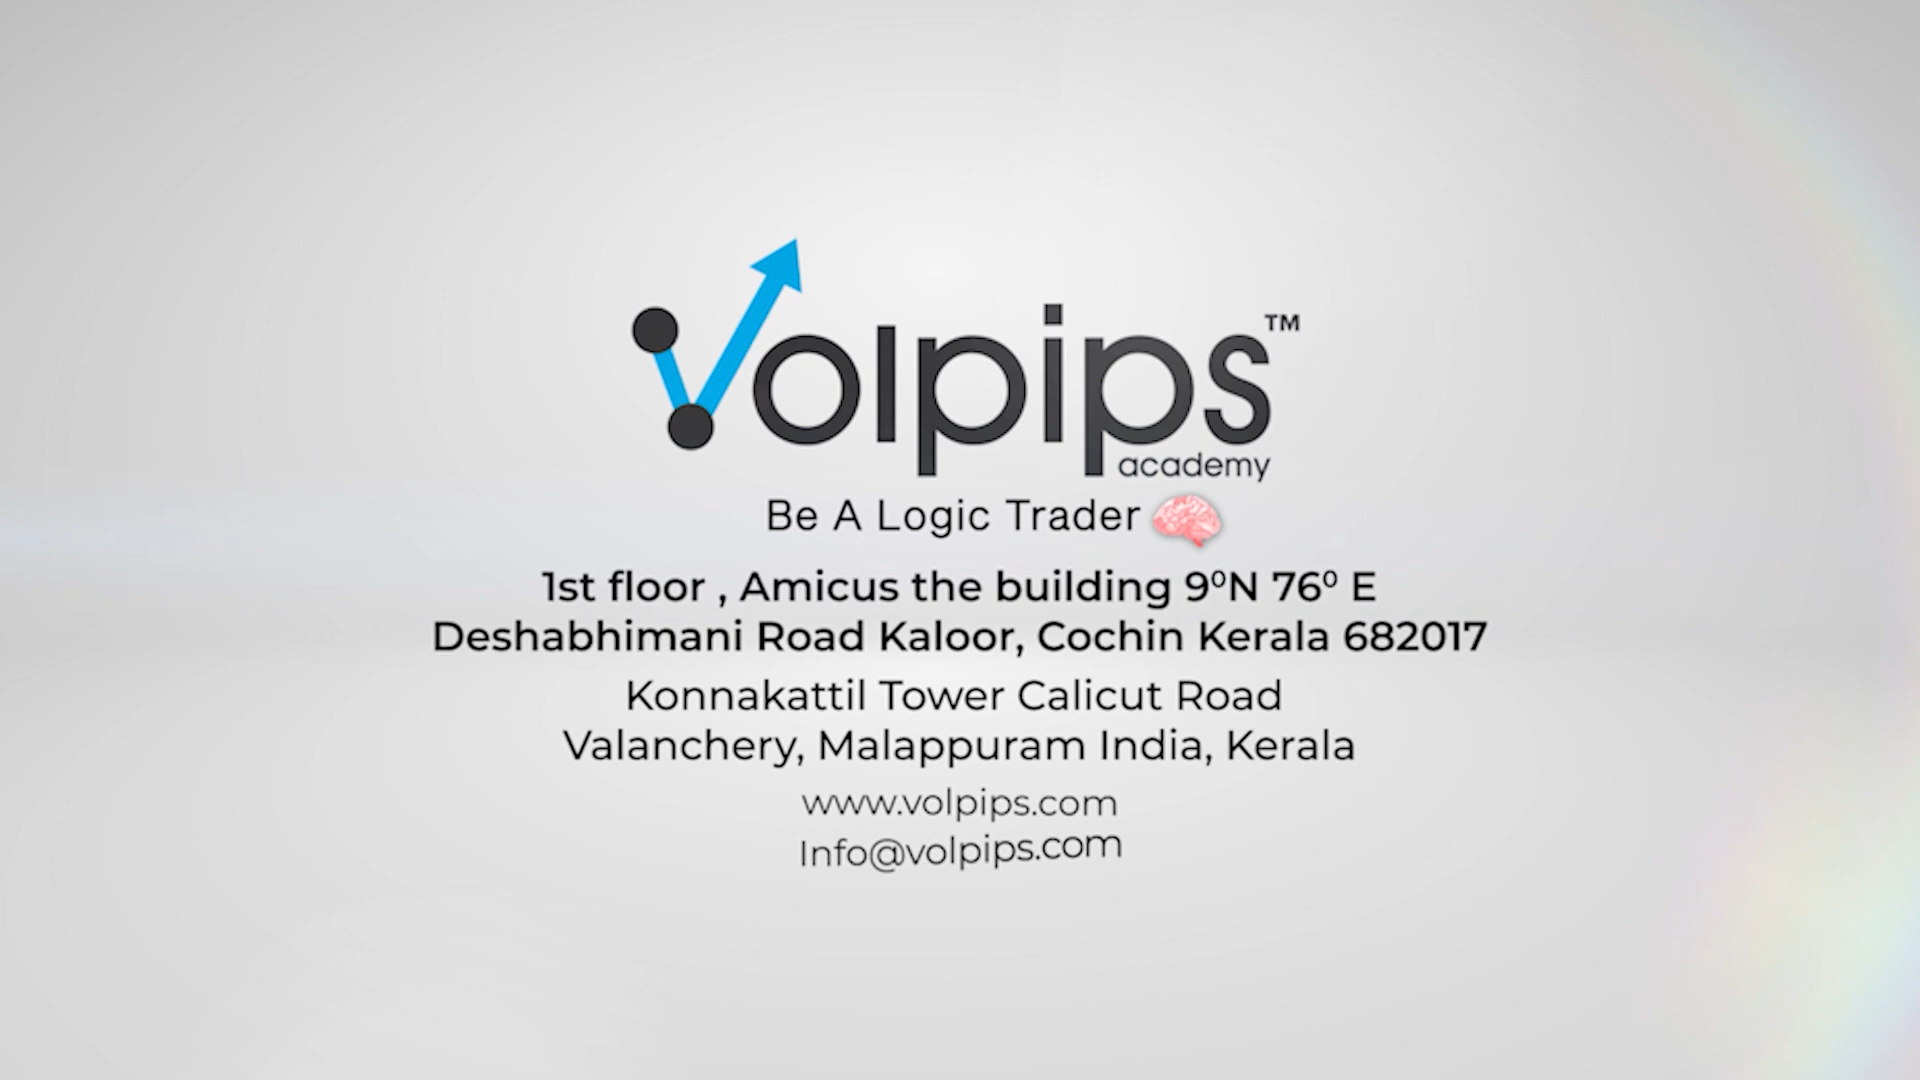 Volpips™
academy
Be A Logic Trader
1st floor , Amicus the building 9⁰N 76⁰ E
Deshabhimani Road Kaloor, Cochin Kerala 682017
Konnakattil Tower Calicut Road
Valanchery, Malappuram India, Kerala
www.volpips.com
Info@volpips.com